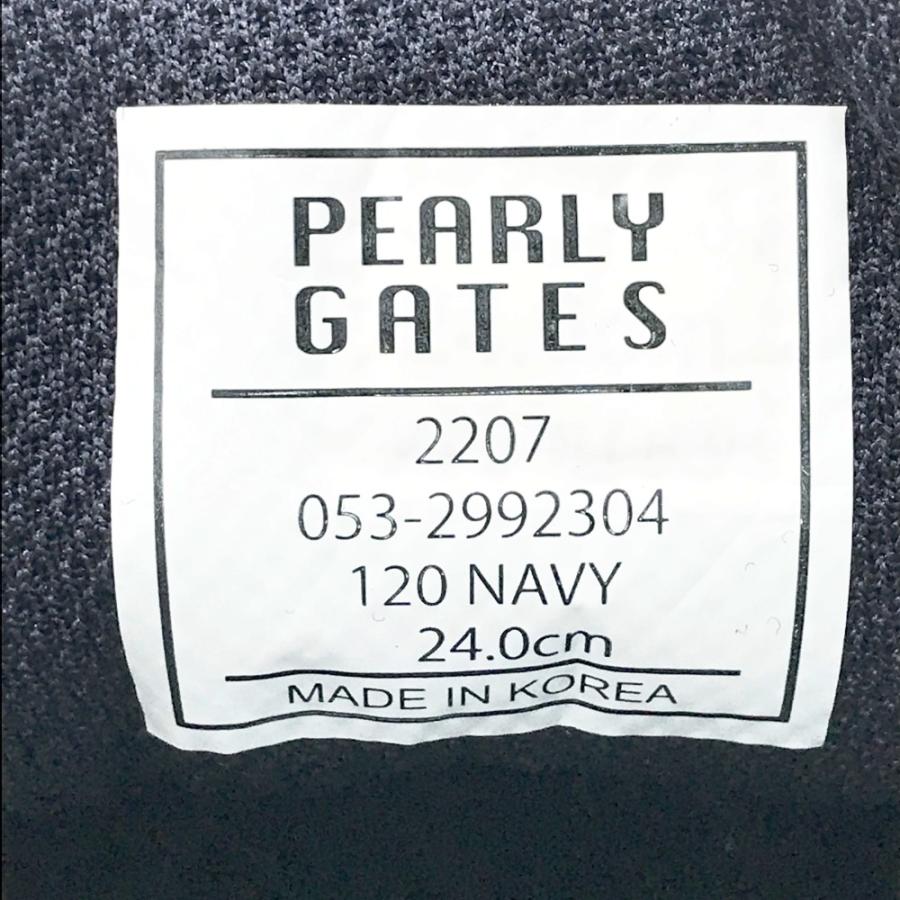 PEARLY
GATES
2207
053-2992304
120 NAVY
24.0cm
MADE IN KOREA